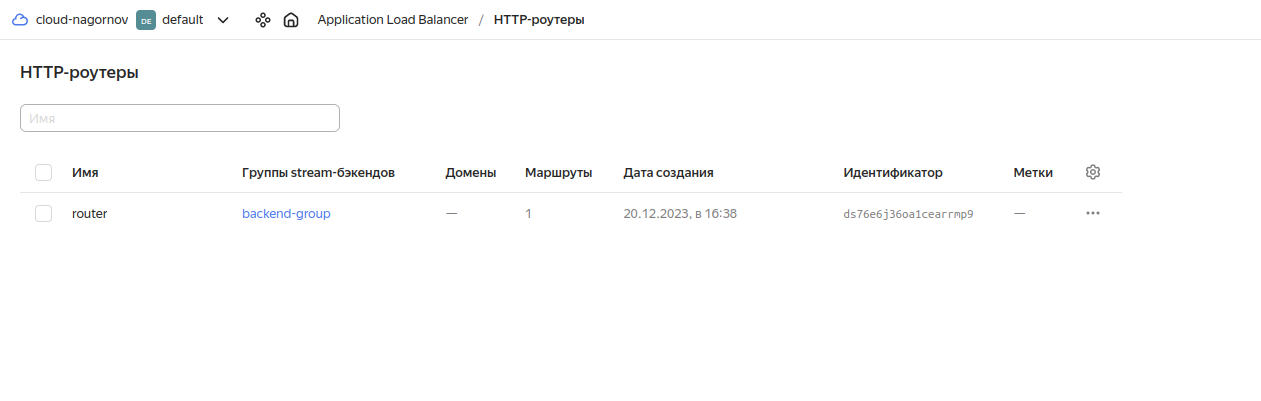 cloud-nagornov DE default Application Load Balancer / HTTP-роутеры
HTTP-роутеры
Имя
Имя Группы stream-бэкендов Домены Маршруты Дата создания Идентификатор Метки
router backend-group — 1 20.12.2023, в 16:38 ds76e6j36oa1cearrmp9 —